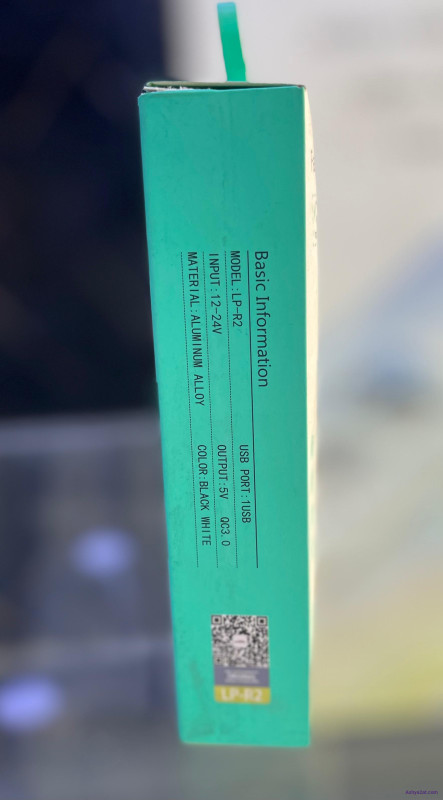 Basic Information
MODEL:LP-R2 USB PORT:1USB
INPUT:12-24V OUTPUT:5V QC3.0
MATERIAL:ALUMINUM ALLOY COLOR:BLACK WHITE
LP-R2